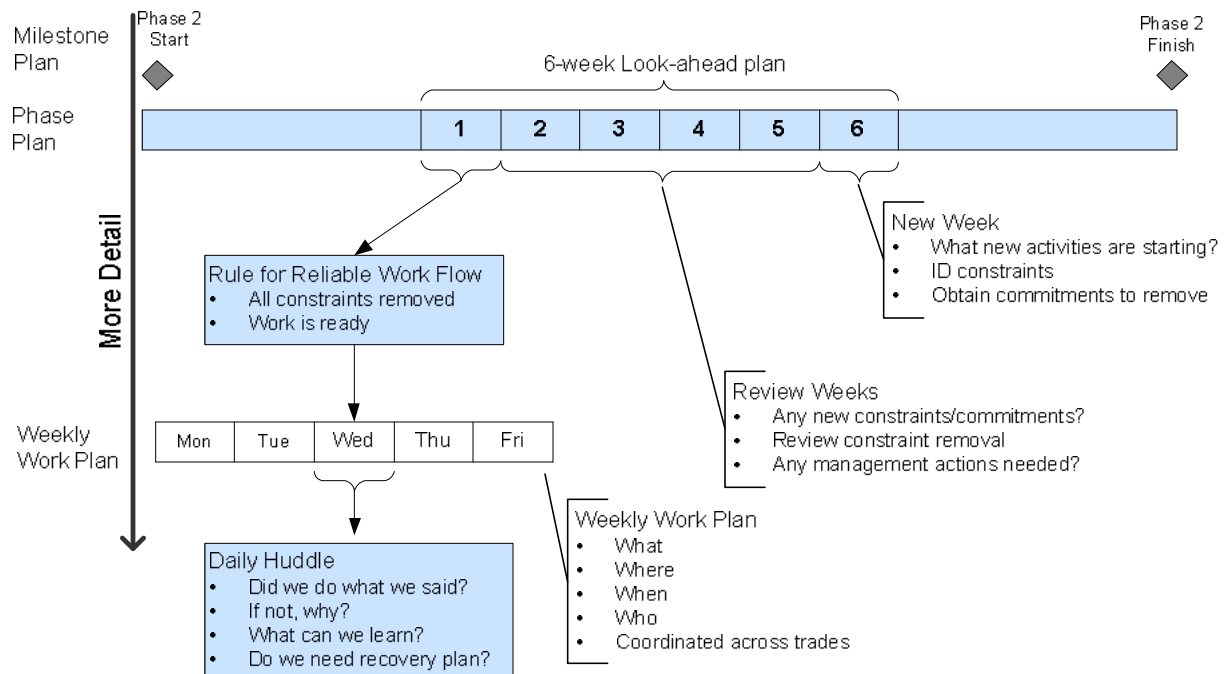 Milestone
Plan
Phase 2
Start
Phase 2
Finish
6-week Look-ahead plan
Phase
Plan
1 2 3 4 5 6
More Detail
New Week
• What new activities are starting?
• ID constraints
• Obtain commitments to remove
Rule for Reliable Work Flow
• All constraints removed
• Work is ready
Review Weeks
• Any new constraints/commitments?
• Review constraint removal
• Any management actions needed?
Weekly
Work Plan
Mon Tue Wed Thu Fri
Weekly Work Plan
• What
• Where
• When
• Who
• Coordinated across trades
Daily Huddle
• Did we do what we said?
• If not, why?
• What can we learn?
• Do we need recovery plan?